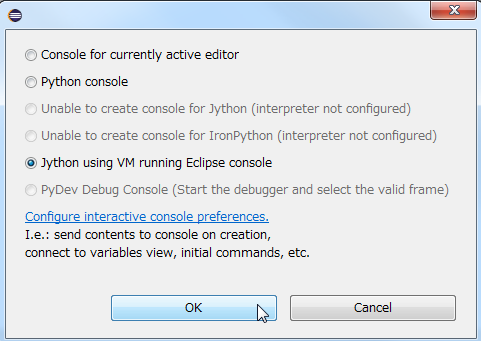 Console for currently active editor
Python console
Unable to create console for Jython (interpreter not configured)
Unable to create console for IronPython (interpreter not configured)
Jython using VM running Eclipse console
PyDev Debug Console (Start the debugger and select the valid frame)
Configure interactive console preferences.
I.e.: send contents to console on creation,
connect to variables view, initial commands, etc.
OK
Cancel